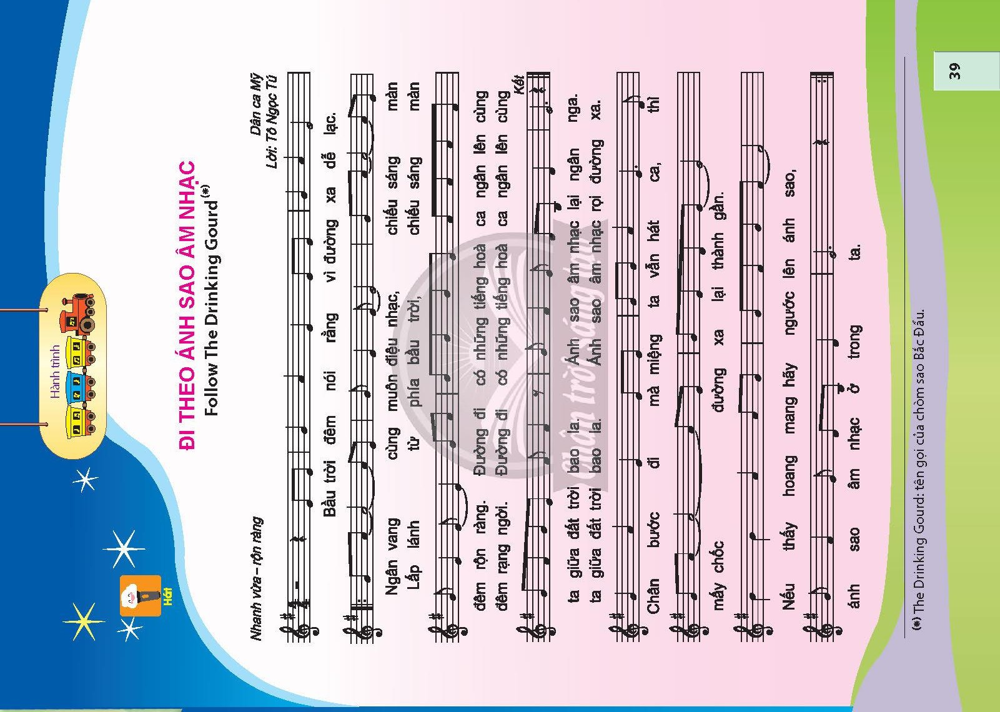 Hành trình
Hát
ĐI THEO ÁNH SAO ÂM NHẠC
Follow The Drinking Gourd(*)
Dân ca Mỹ
Lời: Tô Ngọc Tú
Nhanh vừa – rộn ràng
Bầu trời đêm nói rằng vì đường xa dễ lạc.
Ngân vang cùng muôn điệu nhạc, chiếu sáng màn
Lấp lánh từ phía bầu trời, chiếu sáng màn
đêm rộn ràng. Đường đi có những tiếng hoà ca ngân lên cùng
đêm rạng ngời. Đường đi có những tiếng hoà ca ngân lên cùng
Kết
ta giữa đất trời bao la. Ánh sao âm nhạc lại ngân nga.
ta giữa đất trời bao la. Ánh sao âm nhạc rọi đường xa.
Chân bước đi mà miệng ta vẫn hát ca, thì
mấy chốc đường xa lại thành gần.
Nếu thấy hoang mang hãy ngước lên ánh sao,
ánh sao âm nhạc ở trong ta.
(*) The Drinking Gourd: tên gọi của chòm sao Bắc Đẩu.
39
Chân trời sáng tạo